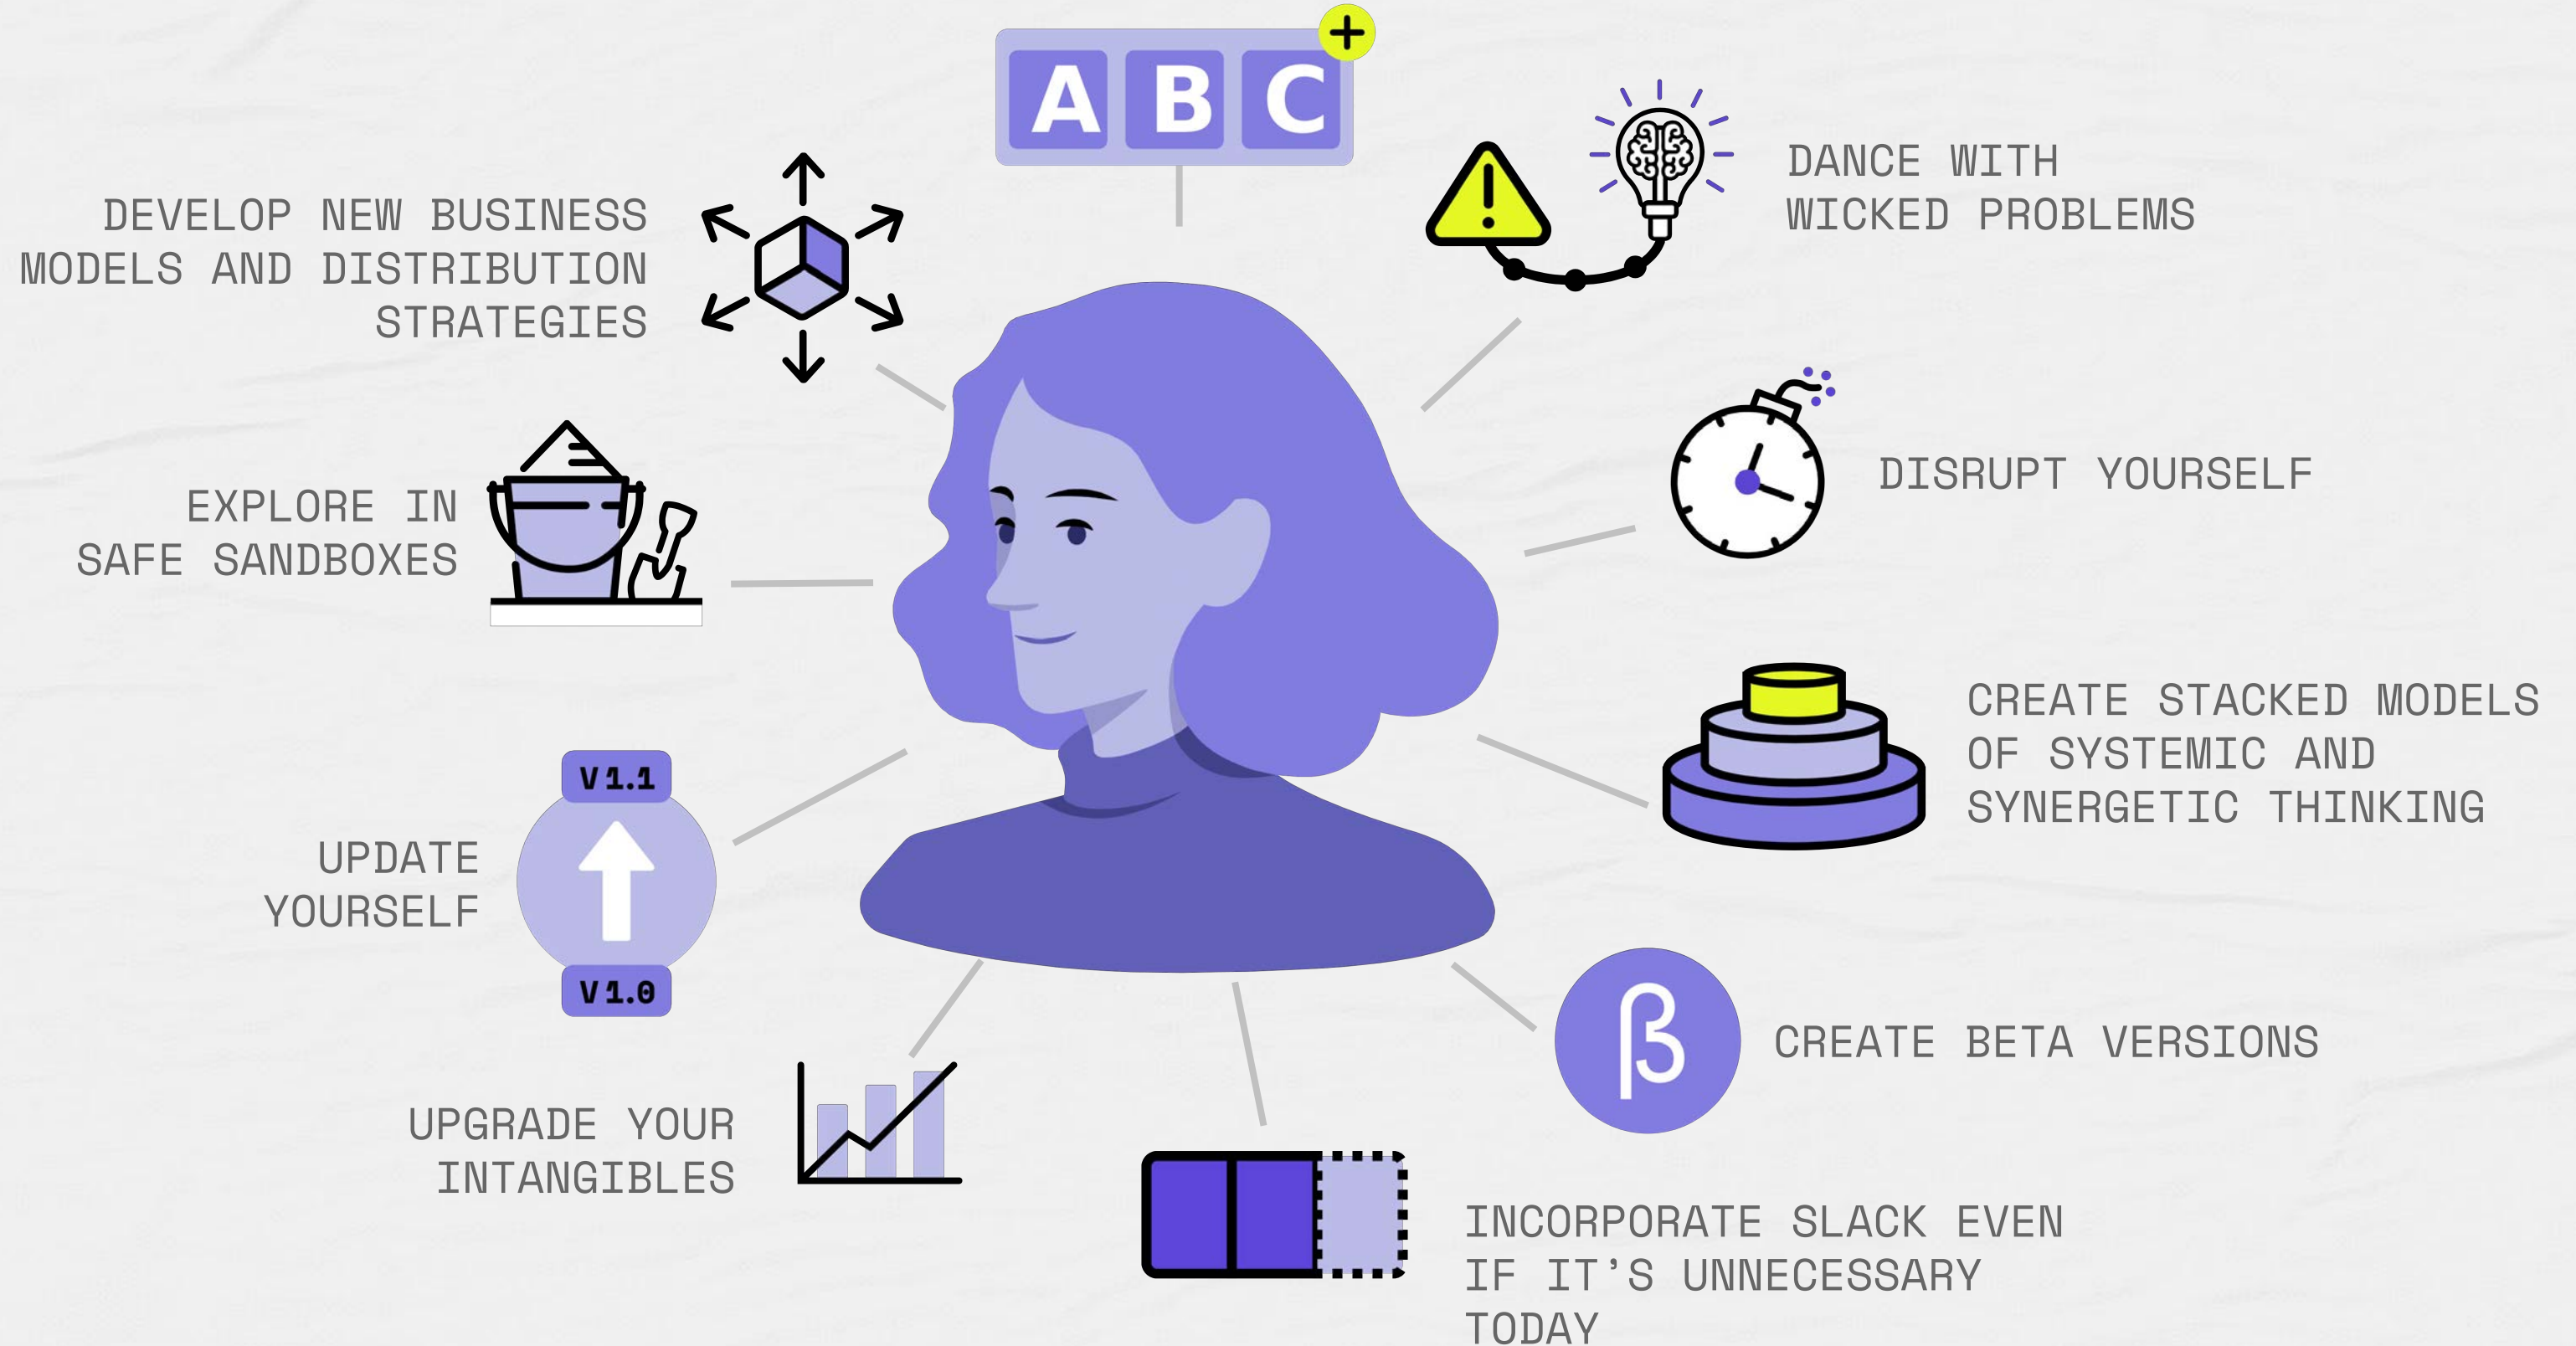 A B C +
DANCE WITH
WICKED PROBLEMS
DEVELOP NEW BUSINESS
MODELS AND DISTRIBUTION
STRATEGIES
DISRUPT YOURSELF
EXPLORE IN
SAFE SANDBOXES
CREATE STACKED MODELS
OF SYSTEMIC AND
SYNERGETIC THINKING
V1.1
UPDATE
YOURSELF
V1.0
β CREATE BETA VERSIONS
UPGRADE YOUR
INTANGIBLES
INCORPORATE SLACK EVEN
IF IT’S UNNECESSARY
TODAY